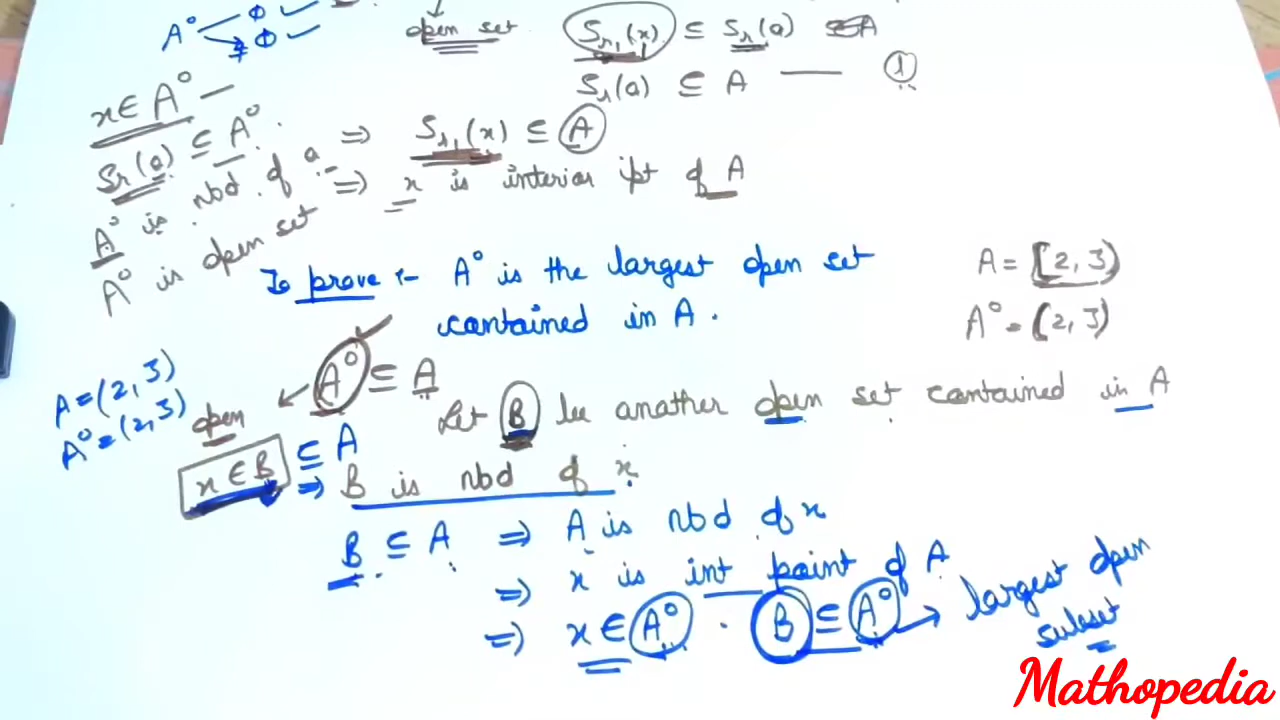 A° φ
≠ φ
open set S_{r_1}(x) ⊆ S_r(a) A
S_r(a) ⊆ A —— ①
x ∈ A° —
S_r(a) ⊆ A°.
A° is nbd of a
A° is open set
⇒ S_{r_1}(x) ⊆ A
⇒ x is interior pt of A
To prove :- A° is the largest open set
contained in A.
A = [2, 3)
A° = (2, 3)
A = (2, 3)
A° = (2, 3)
A° ⊆ A
open
Let B be another open set contained in A
x ∈ B ⊆ A
⇒ B is nbd of x
B ⊆ A ⇒ A is nbd of x
⇒ x is int point of A
⇒ x ∈ A° . B ⊆ A° → largest open
subset
Mathopedia